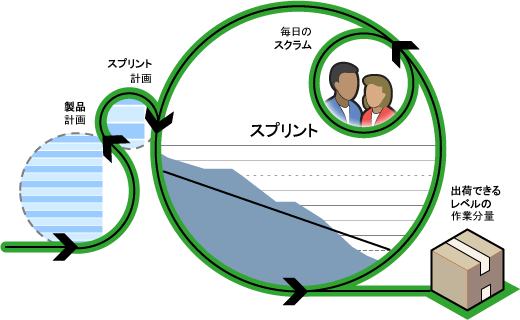 毎日の
スクラム
スプリント
計画
製品
計画
スプリント
出荷できる
レベルの
作業分量